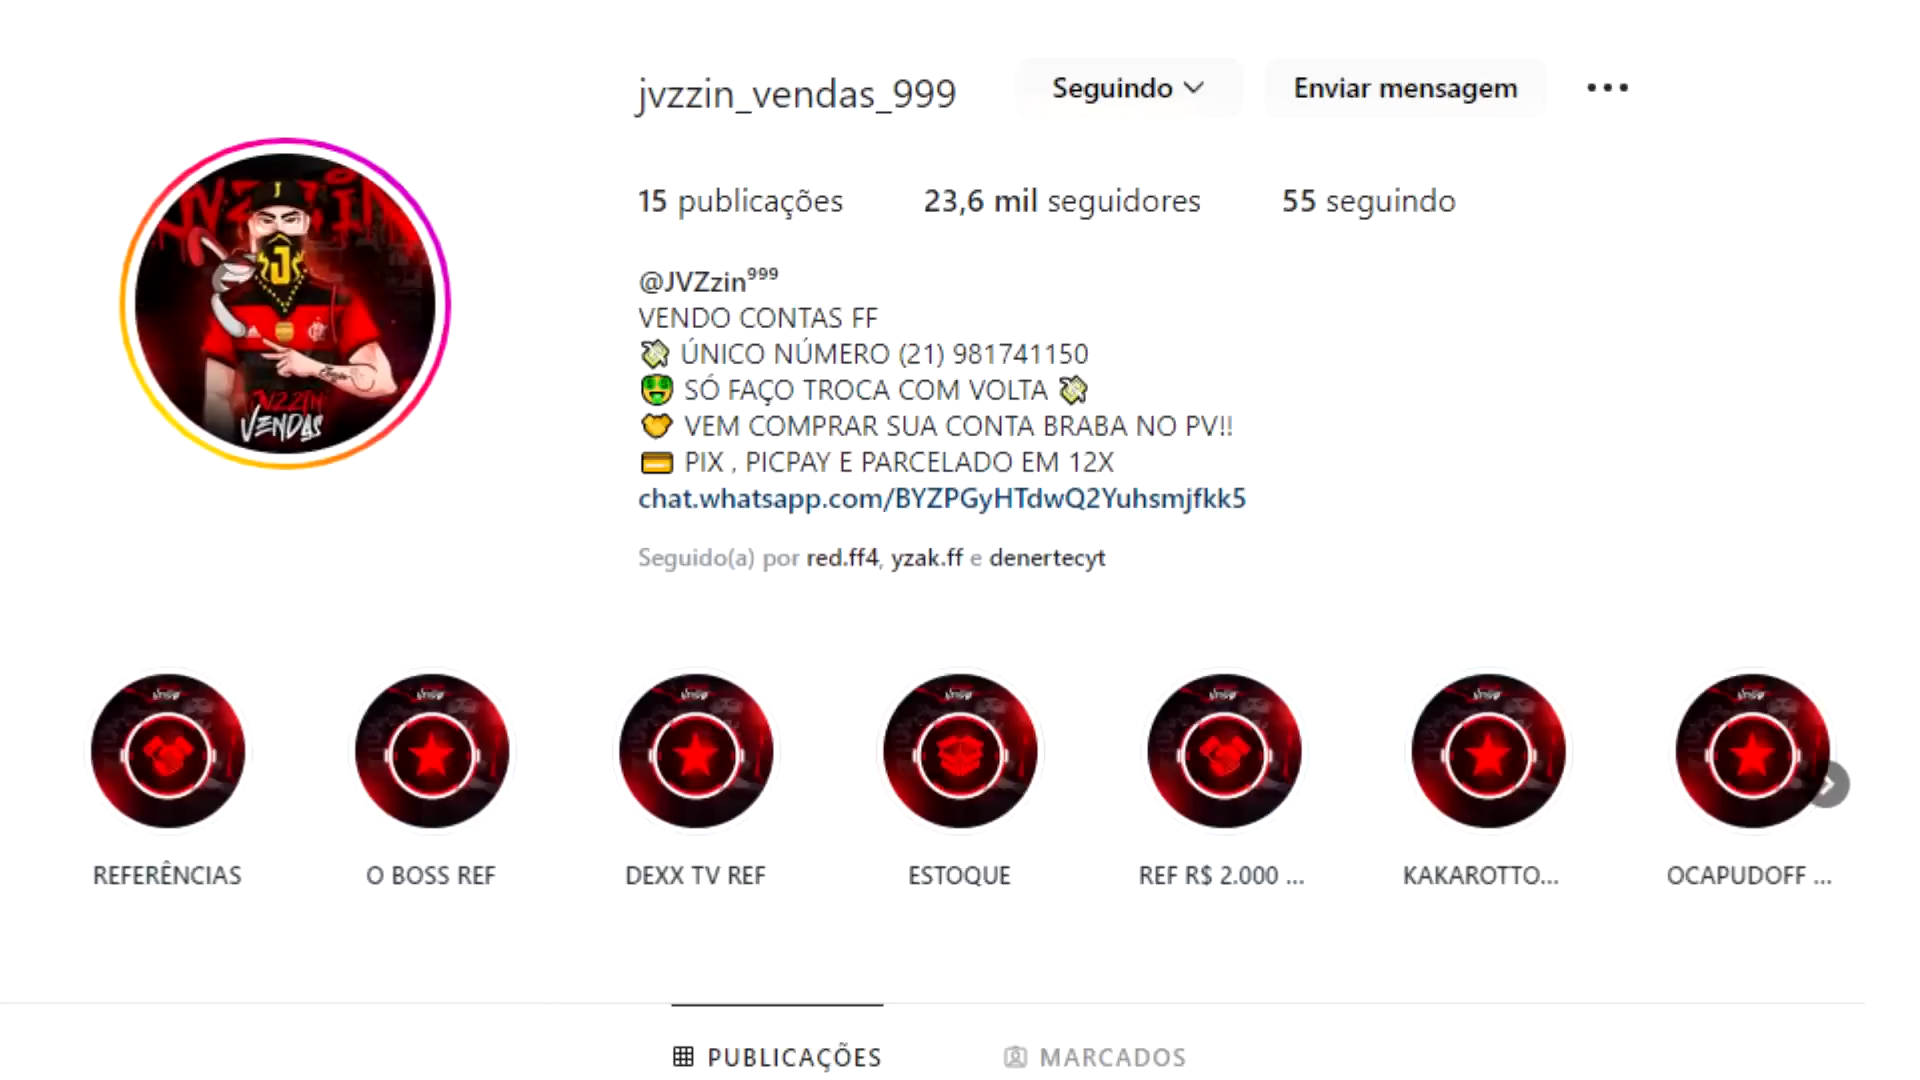 jvzzin_vendas_999
Seguindo
Enviar mensagem
15 publicações
23,6 mil seguidores
55 seguindo
@JVZzin⁹⁹⁹
VENDO CONTAS FF
💸 ÚNICO NÚMERO (21) 981741150
🤑 SÓ FAÇO TROCA COM VOLTA 💸
🤝 VEM COMPRAR SUA CONTA BRABA NO PV!!
💳 PIX , PICPAY E PARCELADO EM 12X
chat.whatsapp.com/BYZPGyHTdwQ2Yuhsmjfkk5
Seguido(a) por red.ff4, yzak.ff e denertecyt
JVZZIN
J
J
JVZZIN
VENDAS
REFERÊNCIAS
O BOSS REF
DEXX TV REF
ESTOQUE
REF R$ 2.000 ...
KAKAROTTO...
OCAPUDOFF ...
PUBLICAÇÕES
MARCADOS